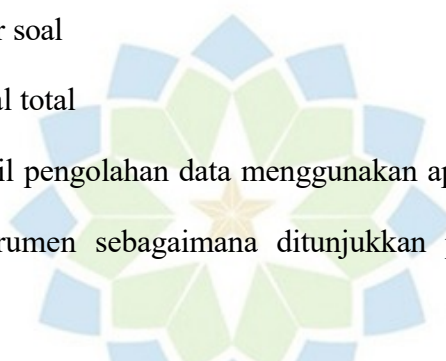 r soal
al total
il pengolahan data menggunakan ap
rumen sebagaimana ditunjukkan p